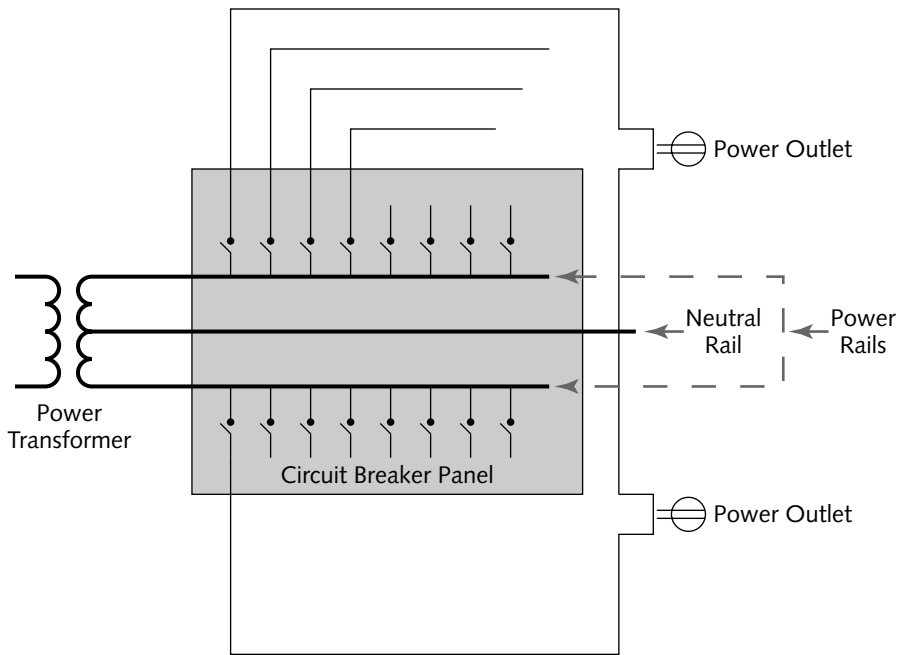 Power Outlet
Neutral
Rail
Power
Rails
Power
Transformer
Circuit Breaker Panel
Power Outlet